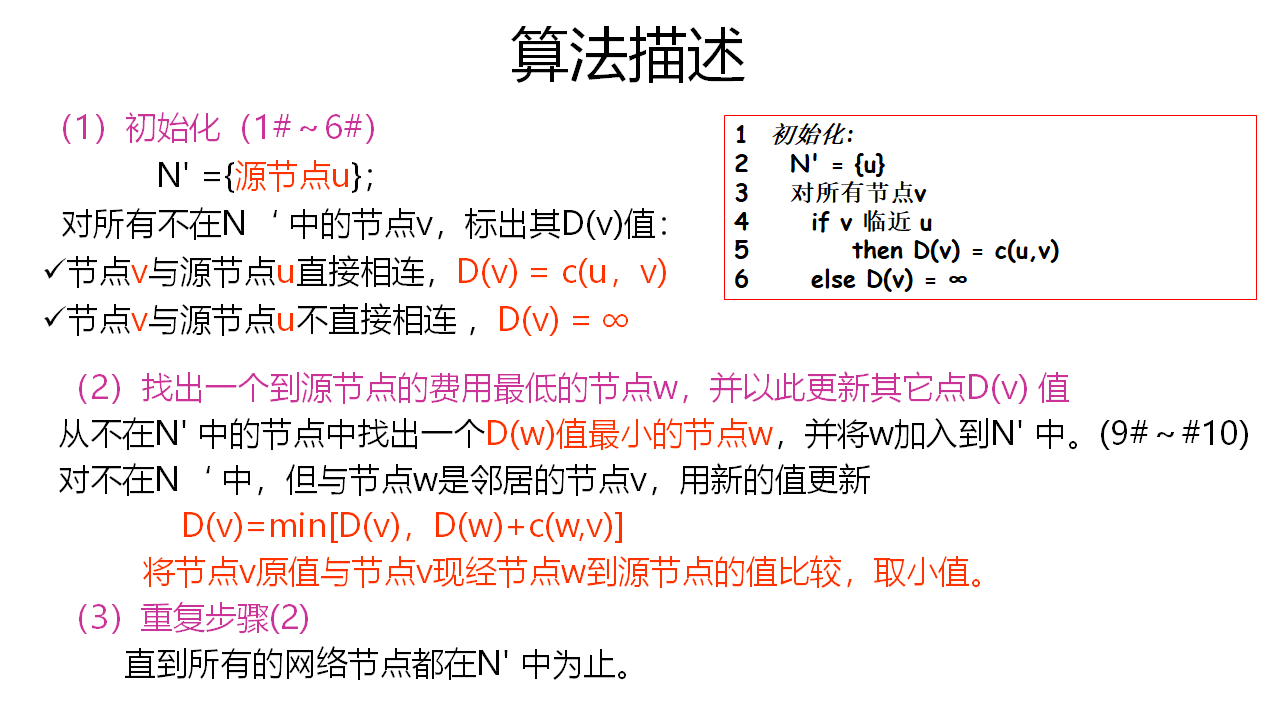 算法描述
（1）初始化（1#～6#）
N' ={源节点u}；
对所有不在N ‘ 中的节点v，标出其D(v)值：
✓节点v与源节点u直接相连，D(v) = c(u，v)
✓节点v与源节点u不直接相连 ，D(v) = ∞
1 初始化:
2 N' = {u}
3 对所有节点v
4 if v 临近 u
5 then D(v) = c(u,v)
6 else D(v) = ∞
（2）找出一个到源节点的费用最低的节点w，并以此更新其它点D(v) 值
从不在N' 中的节点中找出一个D(w)值最小的节点w，并将w加入到N' 中。(9#～#10)
对不在N ‘ 中，但与节点w是邻居的节点v，用新的值更新
D(v)=min[D(v)，D(w)+c(w,v)]
将节点v原值与节点v现经节点w到源节点的值比较，取小值。
（3）重复步骤(2)
直到所有的网络节点都在N' 中为止。